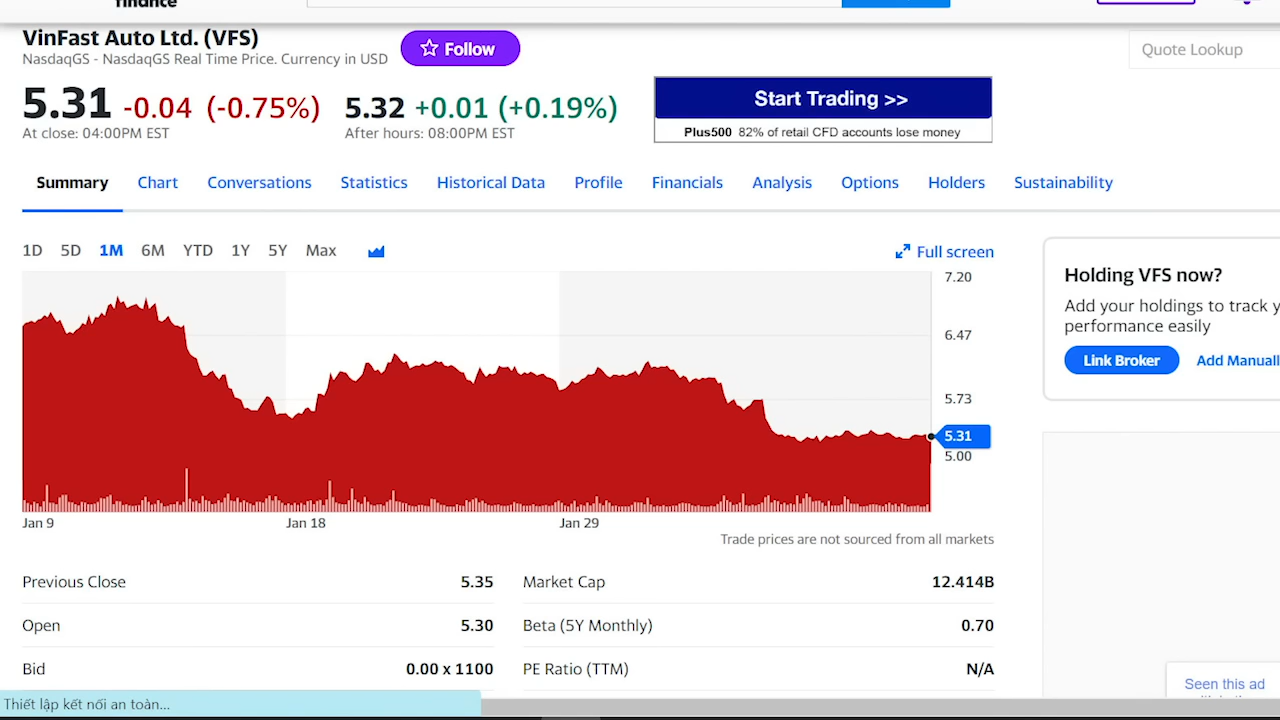 finance
VinFast Auto Ltd. (VFS)
NasdaqGS - NasdaqGS Real Time Price. Currency in USD
Follow
Quote Lookup
5.31 -0.04 (-0.75%)
At close: 04:00PM EST
5.32 +0.01 (+0.19%)
After hours: 08:00PM EST
Start Trading >>
Plus500 82% of retail CFD accounts lose money
Summary Chart Conversations Statistics Historical Data Profile Financials Analysis Options Holders Sustainability
1D 5D 1M 6M YTD 1Y 5Y Max
Full screen
7.20
6.47
5.73
5.31
5.00
Jan 9 Jan 18 Jan 29
Trade prices are not sourced from all markets
Holding VFS now?
Add your holdings to track y
performance easily
Link Broker Add Manuall
Previous Close 5.35
Open 5.30
Bid 0.00 x 1100
Market Cap 12.414B
Beta (5Y Monthly) 0.70
PE Ratio (TTM) N/A
Seen this ad
Thiết lập kết nối an toàn...